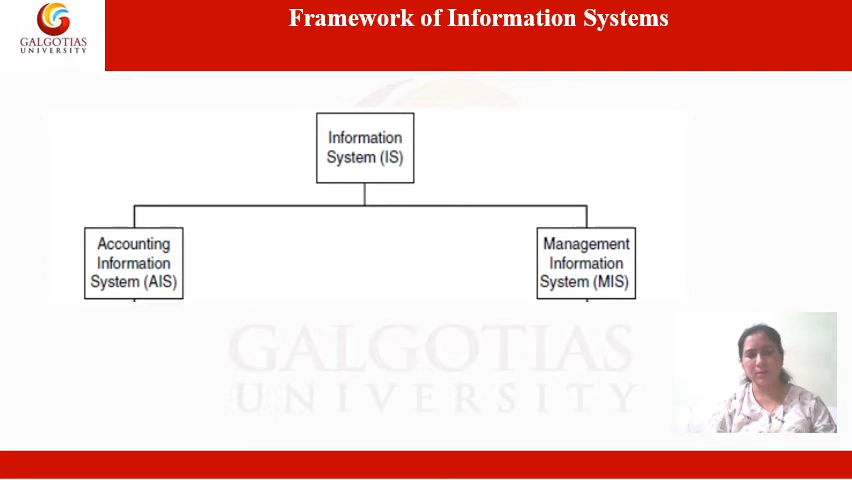 Framework of Information Systems
GALGOTIAS
UNIVERSITY
Information
System (IS)
Accounting
Information
System (AIS)
Management
Information
System (MIS)
GALGOTIAS
UNIVERSITY